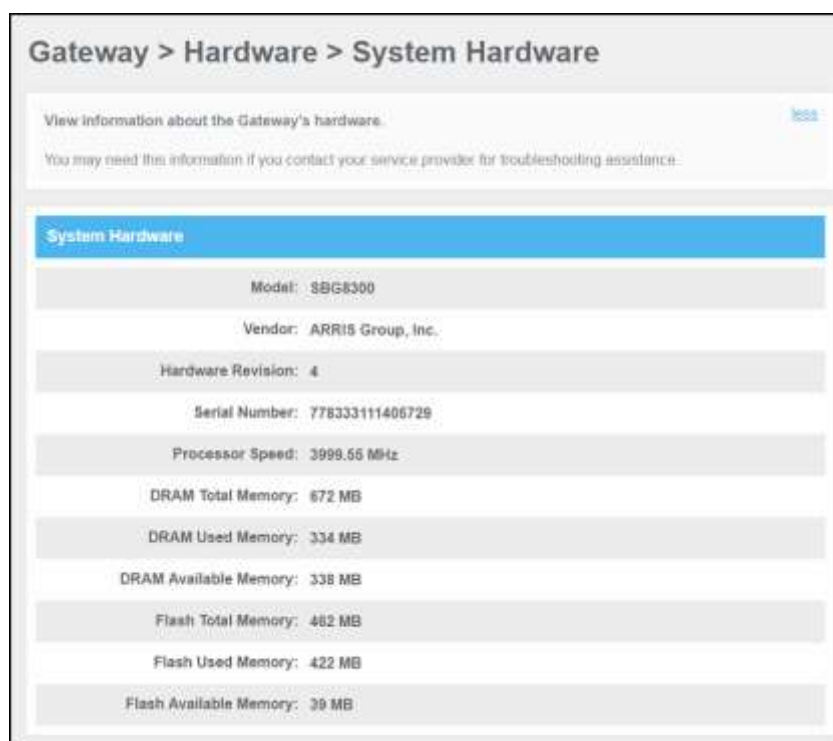 Gateway > Hardware > System Hardware
View information about the Gateway's hardware.
less
You may need this information if you contact your service provider for troubleshooting assistance.
System Hardware
Model: SBG8300
Vendor: ARRIS Group, Inc.
Hardware Revision: 4
Serial Number: 778333111406729
Processor Speed: 3999.55 MHz
DRAM Total Memory: 672 MB
DRAM Used Memory: 334 MB
DRAM Available Memory: 338 MB
Flash Total Memory: 462 MB
Flash Used Memory: 422 MB
Flash Available Memory: 39 MB